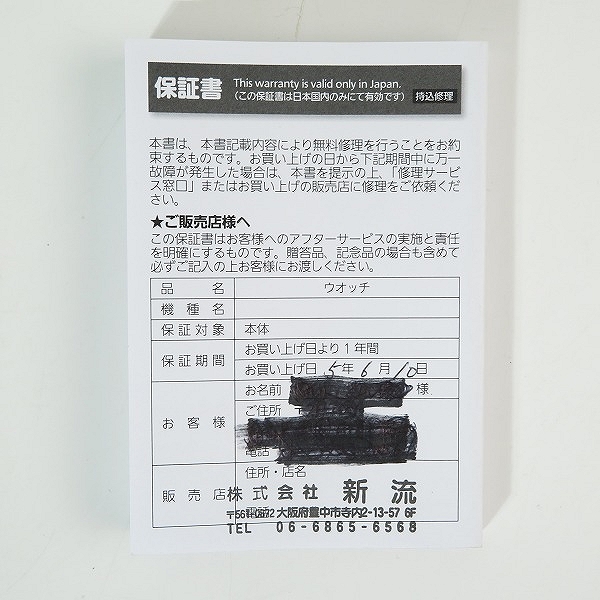 保証書
This warranty is valid only in Japan.
（この保証書は日本国内のみにて有効です）
持込修理
本書は、本書記載内容により無料修理を行うことをお約
束するものです。お買い上げの日から下記期間中に万一
故障が発生した場合は、本書を提示の上、「修理サービ
ス窓口」またはお買い上げの販売店に修理をご依頼くだ
さい。
★ご販売店様へ
この保証書はお客様へのアフターサービスの実施と責任
を明確にするものです。贈答品、記念品の場合も含めて
必ずご記入の上お客様にお渡しください。
品名 ウオッチ
機種名
保証対象 本体
保証期間 お買い上げ日より1年間
お買い上げ日 5年 6月 10日
お客様 お名前 様
ご住所 〒
電話
販売店 住所・店名
株式会社 新流
大阪府豊中市寺内2-13-57 6F
TEL 06-6865-6568